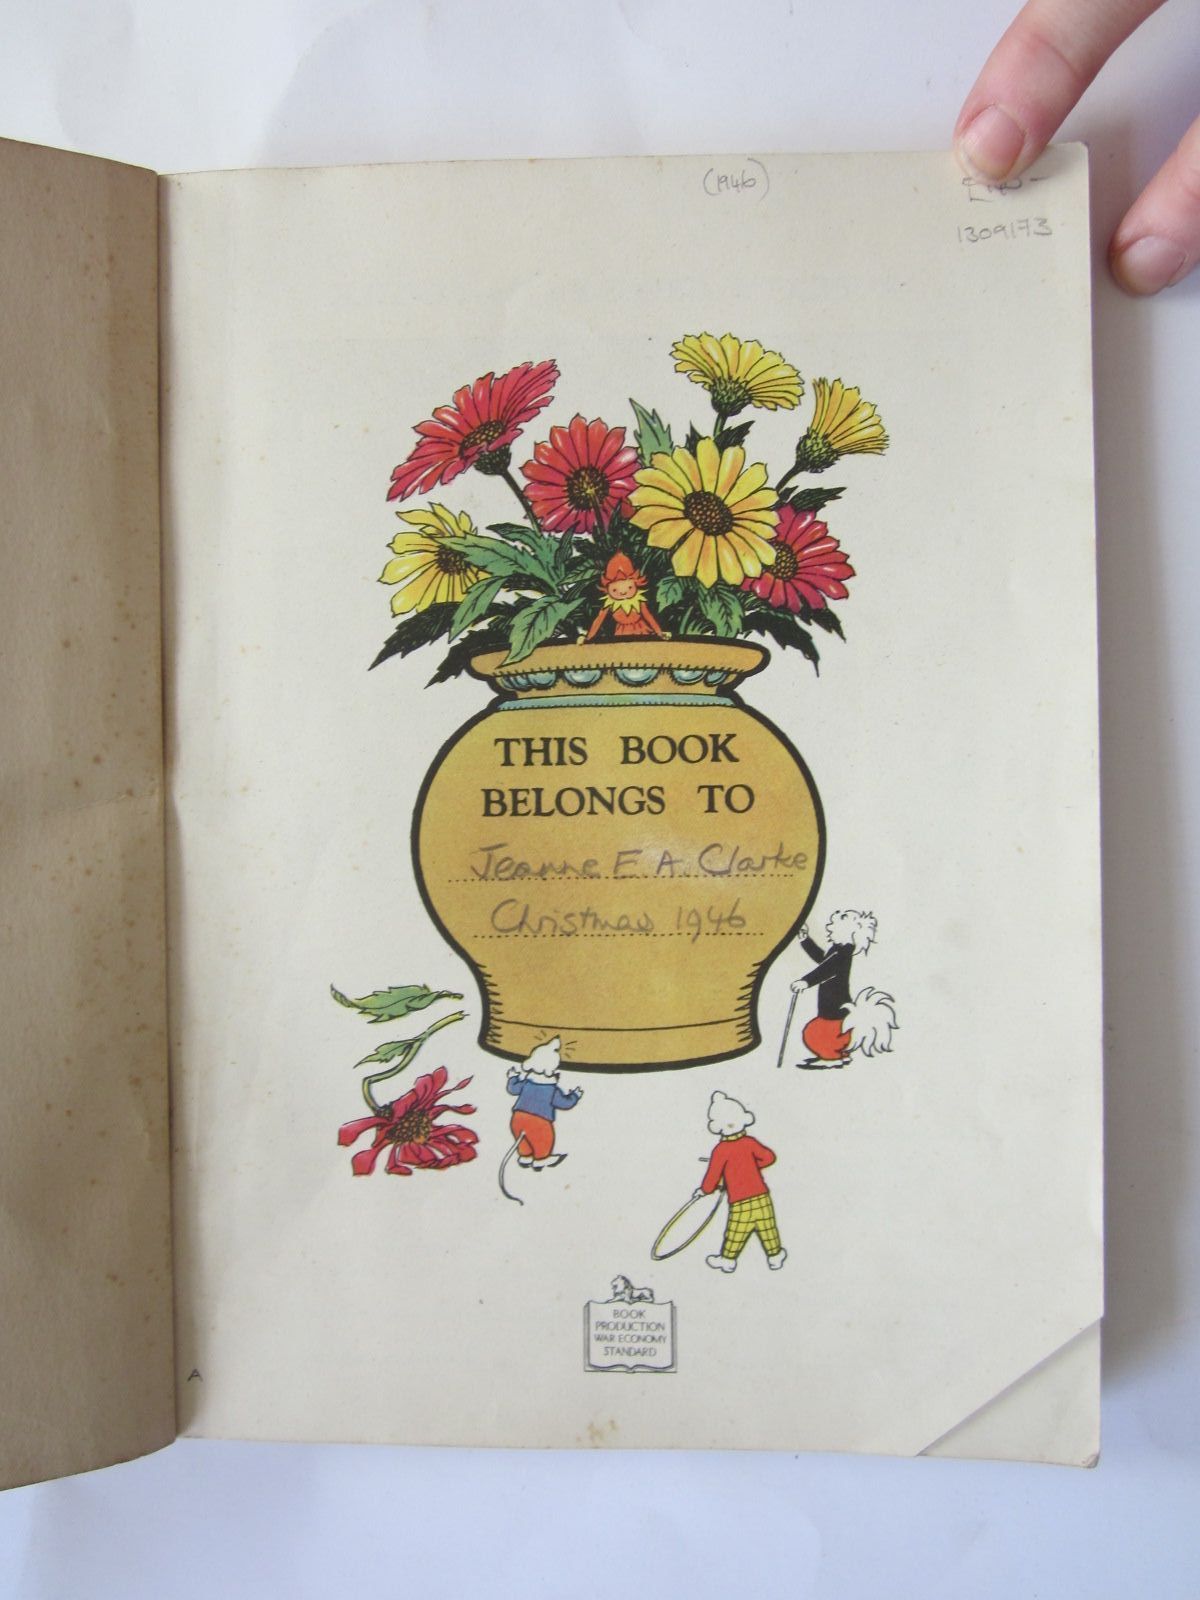 (1946)
1309173
THIS BOOK
BELONGS TO
Jeanne E A. Clarke
Christmas 1946
BOOK
PRODUCTION
WAR ECONOMY
STANDARD
A